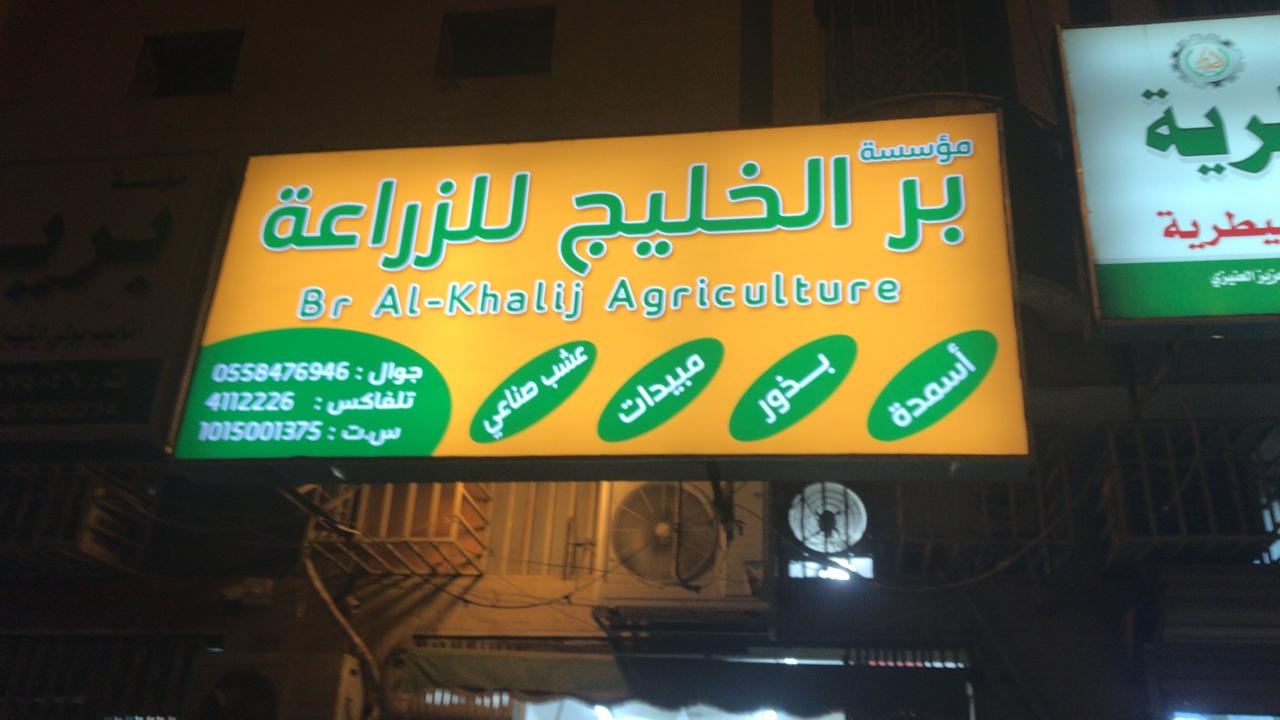 مؤسسة
بر الخليج للزراعة
Br Al-Khalij Agriculture
أسمدة
بذور
مبيدات
عشب صناعي
جوال : 0558476946
تلفاكس : 4112226
س.ت : 1015001375